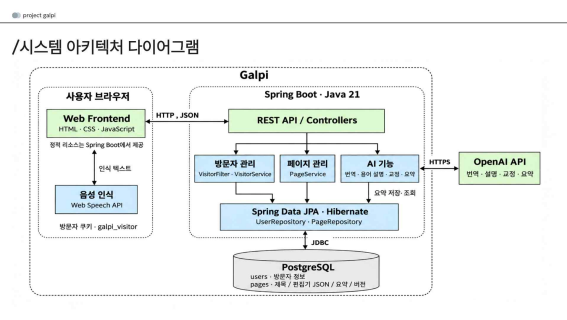 project galpi
/시스템 아키텍처 다이어그램
Galpi
사용자 브라우저
Web Frontend
HTML · CSS · JavaScript
정적 리소스는 Spring Boot에서 제공
인식 텍스트
음성 인식
Web Speech API
방문자 쿠키 · galpi_visitor
HTTP , JSON
Spring Boot · Java 21
REST API / Controllers
방문자 관리
VisitorFilter · VisitorService
페이지 관리
PageService
AI 기능
번역 · 용어 설명 · 교정 · 요약
요약 저장· 조회
Spring Data JPA · Hibernate
UserRepository · PageRepository
HTTPS
OpenAI API
번역 · 설명 · 교정 · 요약
JDBC
PostgreSQL
users · 방문자 정보
pages · 제목 / 편집기 JSON / 요약 / 버전